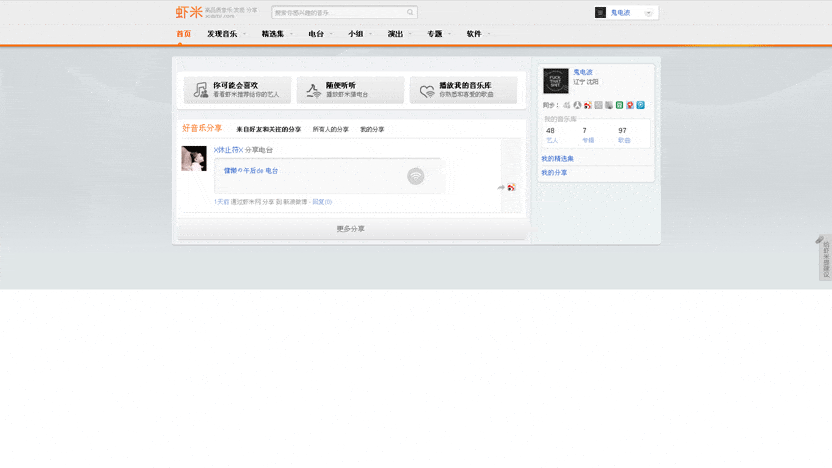 虾米 高品质音乐 发现 分享
xiami.com
搜索你感兴趣的音乐......
鬼电波
首页 发现音乐 精选集 电台 小组 演出 专题 软件
你可能会喜欢
看看虾米推荐给你的艺人
随便听听
播放虾米猜电台
播放我的音乐库
你熟悉和喜爱的歌曲
好音乐分享 来自好友和关注的分享 所有人的分享 我的分享
X休止符X 分享电台
慵懒の午后de 电台
1天前 通过虾米网 分享 到 新浪微博 - 回复(0)
更多分享
鬼电波
辽宁 沈阳
同步：
我的音乐库
48 7 97
艺人 专辑 歌曲
我的精选集
我的分享
给虾米提建议